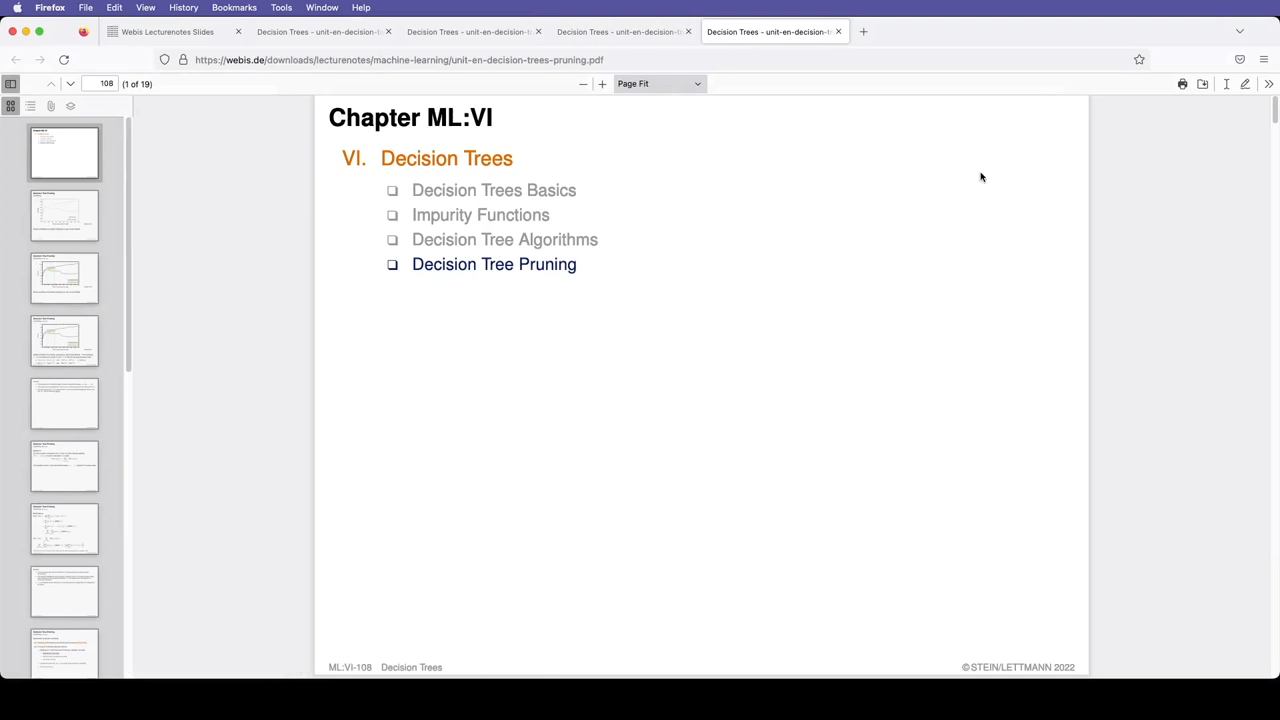 Firefox File Edit View History Bookmarks Tools Window Help
Webis Lecturenotes Slides
Decision Trees - unit-en-decision-t
Decision Trees - unit-en-decision-
Decision Trees - unit-en-decision-t
Decision Trees - unit-en-decision-t
https://webis.de/downloads/lecturenotes/machine-learning/unit-en-decision-trees-pruning.pdf
108 (1 of 19)
Page Fit
Chapter ML:VI
VI. Decision Trees
❑ Decision Trees Basics
❑ Impurity Functions
❑ Decision Tree Algorithms
❑ Decision Tree Pruning
ML:VI-108 Decision Trees
©STEIN/LETTMANN 2022